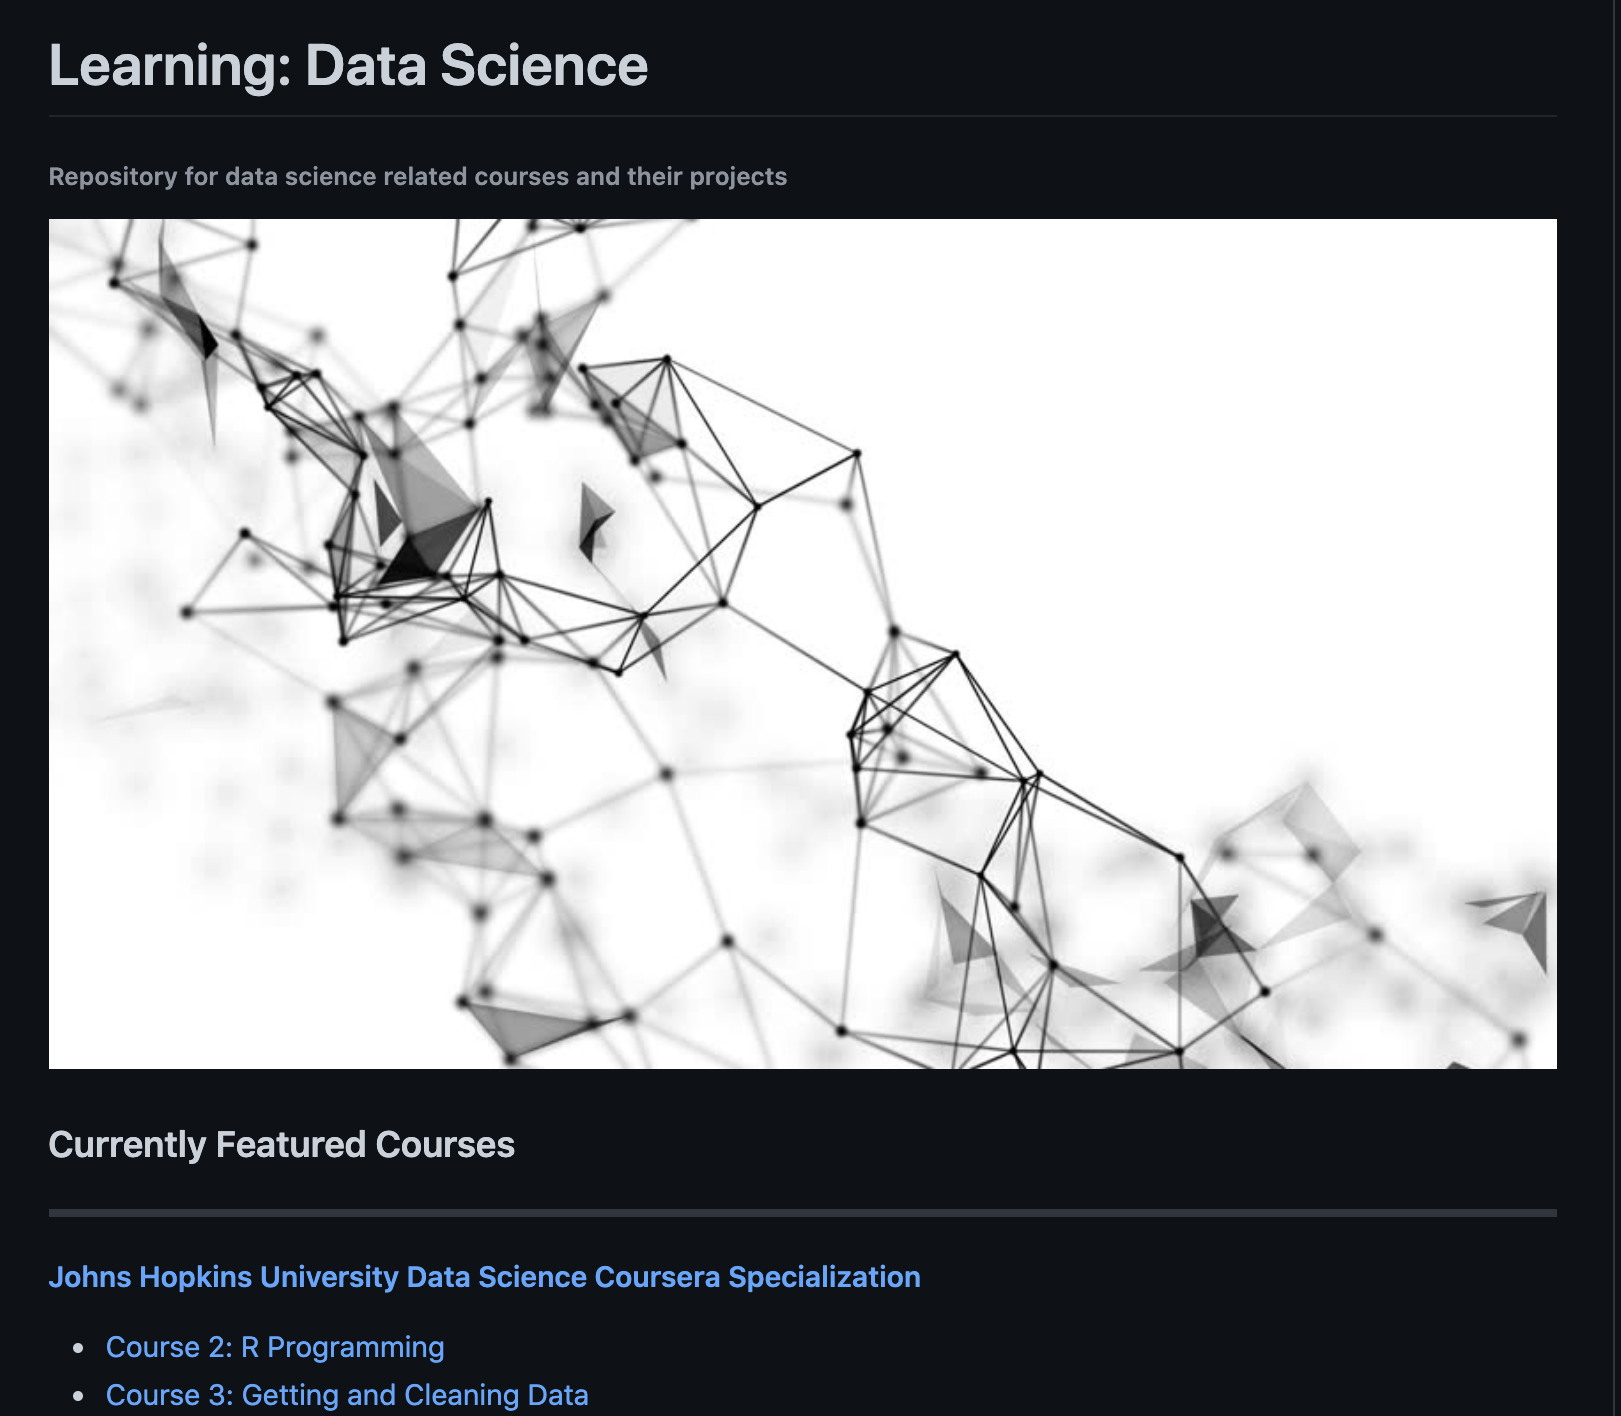 Learning: Data Science
Repository for data science related courses and their projects
Currently Featured Courses
Johns Hopkins University Data Science Coursera Specialization
Course 2: R Programming
Course 3: Getting and Cleaning Data